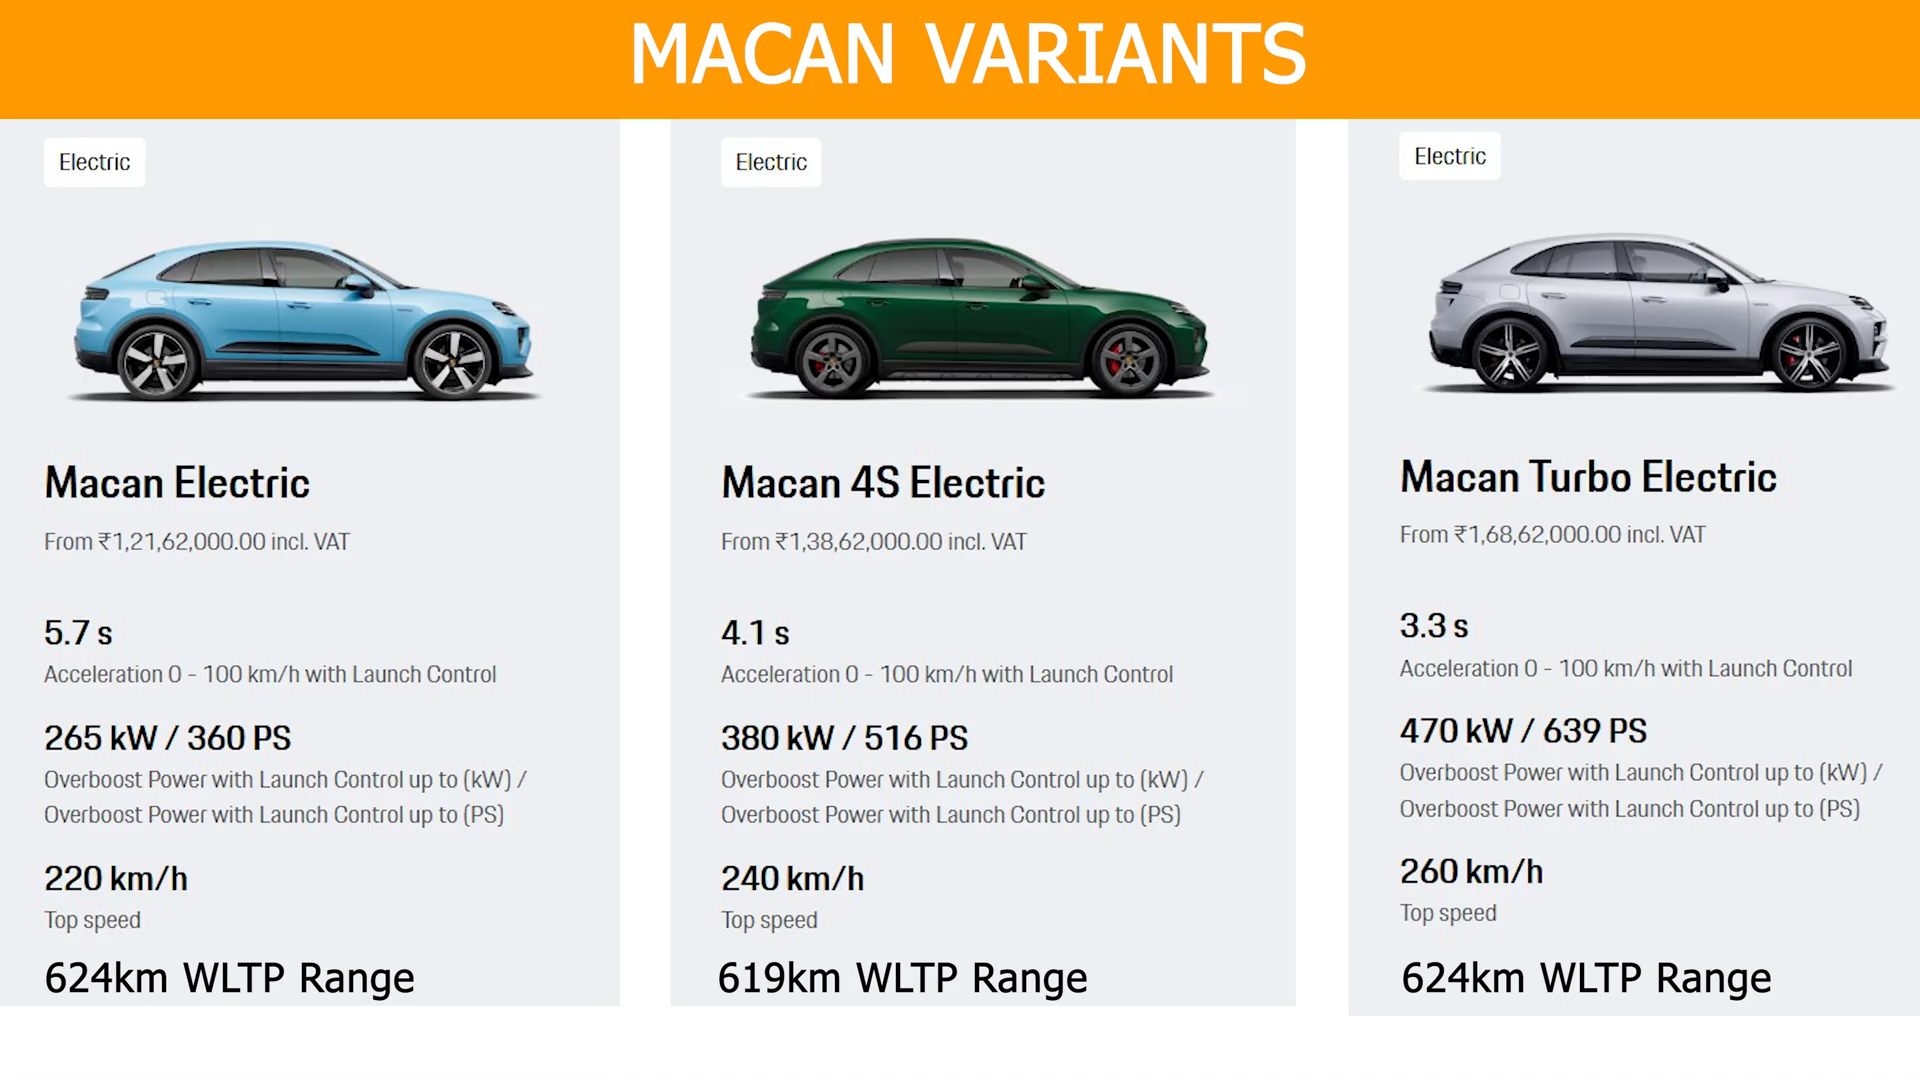 MACAN VARIANTS
Electric
Macan Electric
From ₹1,21,62,000.00 incl. VAT
5.7 s
Acceleration 0 - 100 km/h with Launch Control
265 kW / 360 PS
Overboost Power with Launch Control up to (kW) /
Overboost Power with Launch Control up to (PS)
220 km/h
Top speed
624km WLTP Range
Electric
Macan 4S Electric
From ₹1,38,62,000.00 incl. VAT
4.1 s
Acceleration 0 - 100 km/h with Launch Control
380 kW / 516 PS
Overboost Power with Launch Control up to (kW) /
Overboost Power with Launch Control up to (PS)
240 km/h
Top speed
619km WLTP Range
Electric
Macan Turbo Electric
From ₹1,68,62,000.00 incl. VAT
3.3 s
Acceleration 0 - 100 km/h with Launch Control
470 kW / 639 PS
Overboost Power with Launch Control up to (kW) /
Overboost Power with Launch Control up to (PS)
260 km/h
Top speed
624km WLTP Range